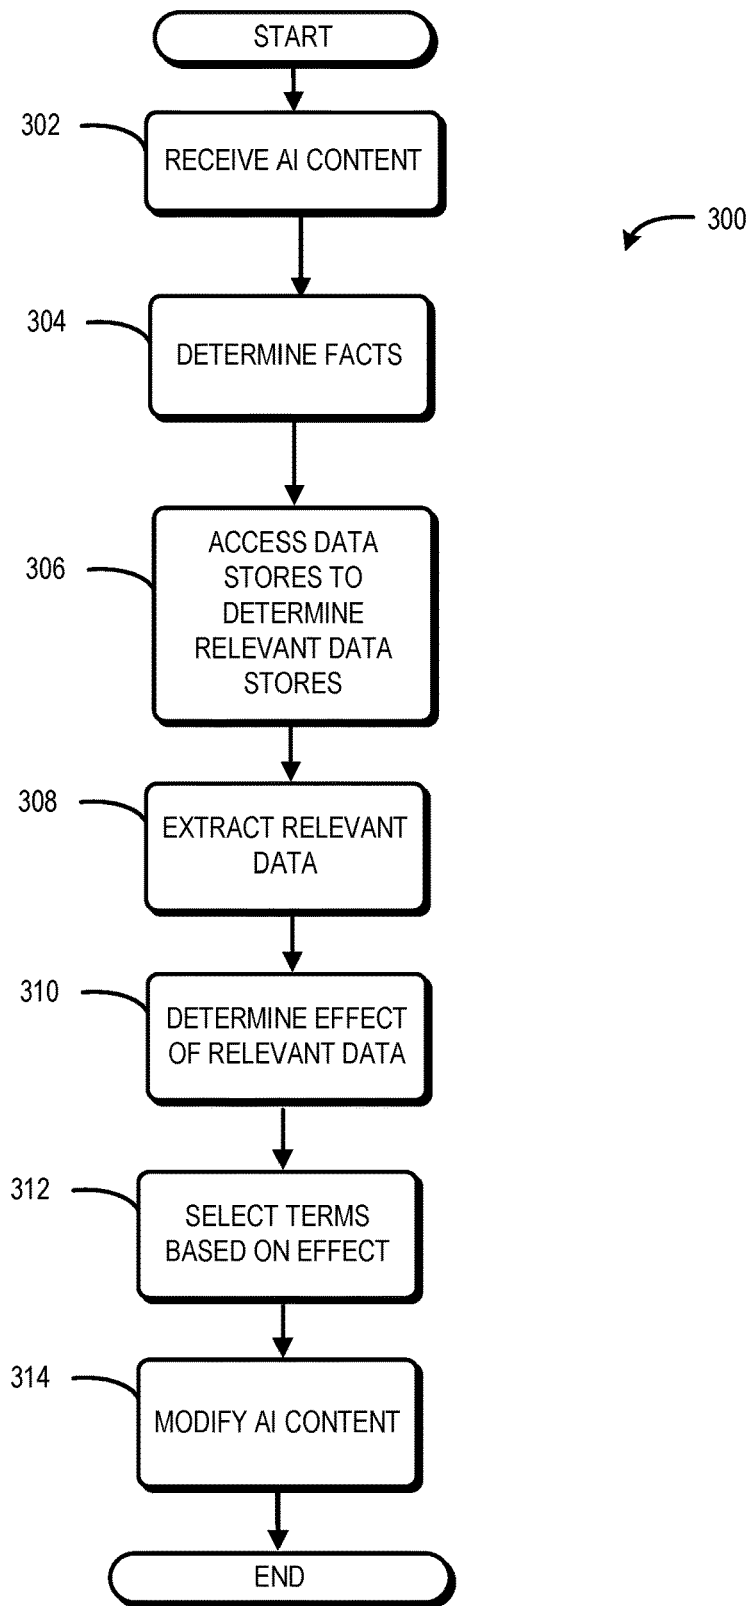 START
302
RECEIVE AI CONTENT
300
304
DETERMINE FACTS
306
ACCESS DATA
STORES TO
DETERMINE
RELEVANT DATA
STORES
308
EXTRACT RELEVANT
DATA
310
DETERMINE EFFECT
OF RELEVANT DATA
312
SELECT TERMS
BASED ON EFFECT
314
MODIFY AI CONTENT
END